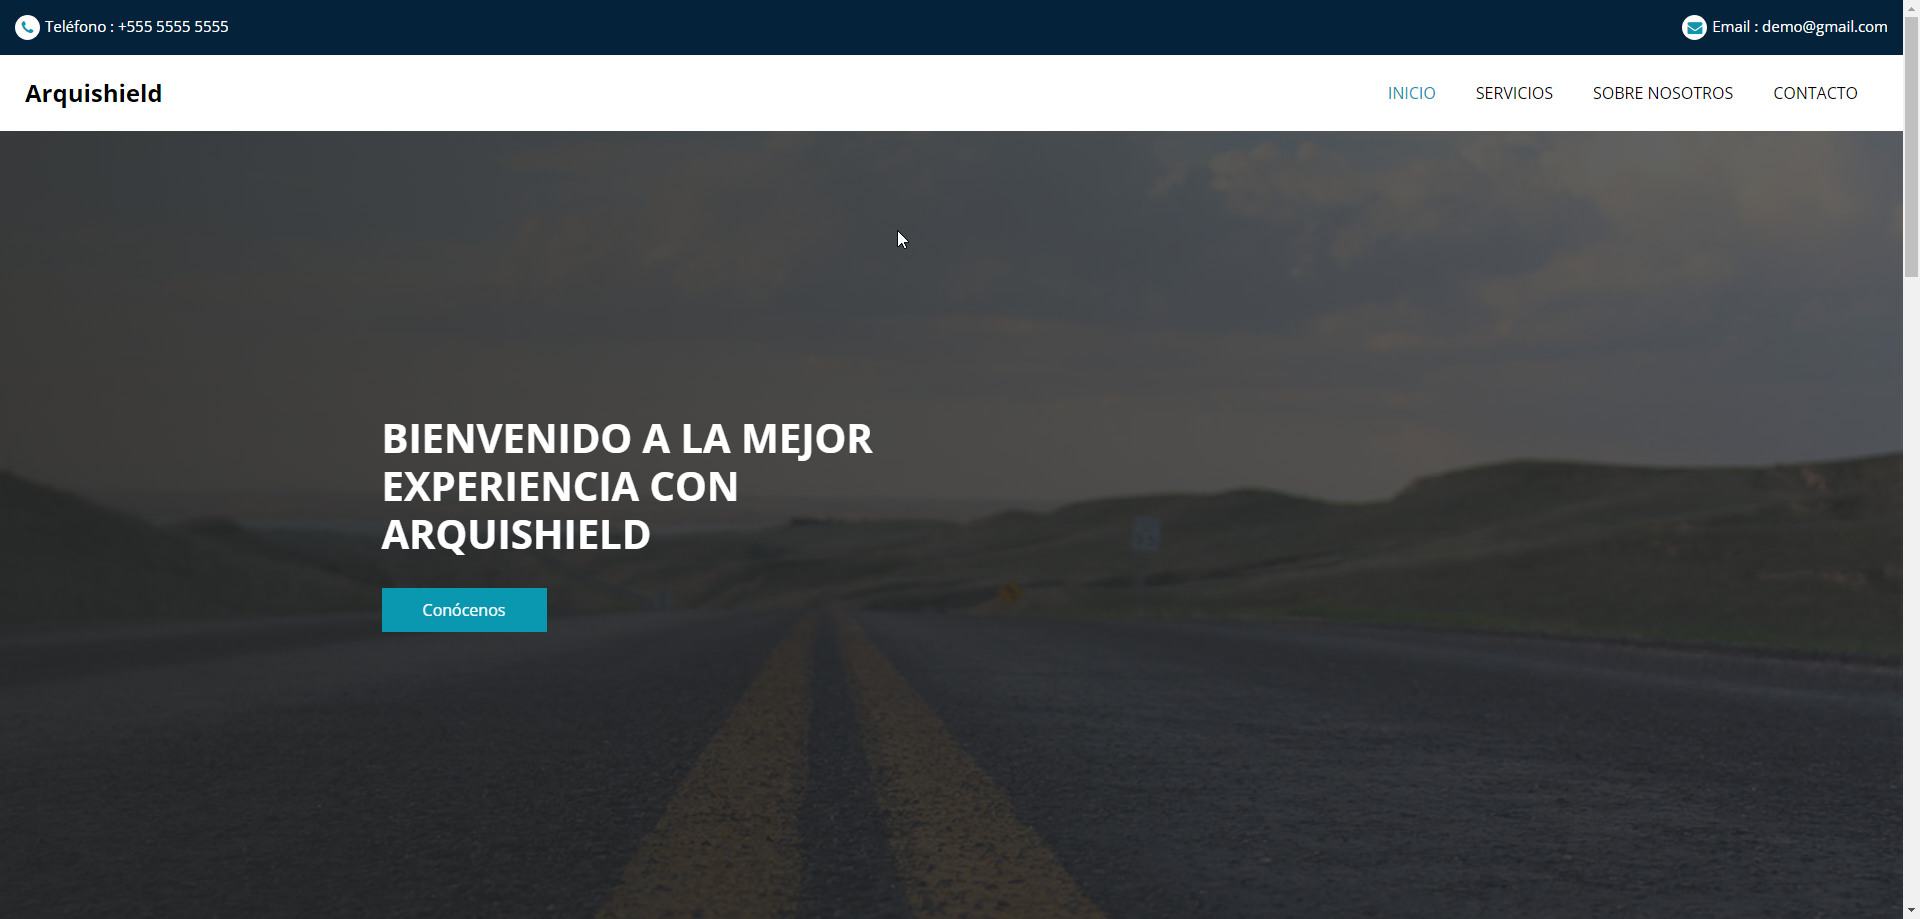 Teléfono : +555 5555 5555
Email : demo@gmail.com
Arquishield
INICIO
SERVICIOS
SOBRE NOSOTROS
CONTACTO
BIENVENIDO A LA MEJOR
EXPERIENCIA CON
ARQUISHIELD
Conócenos